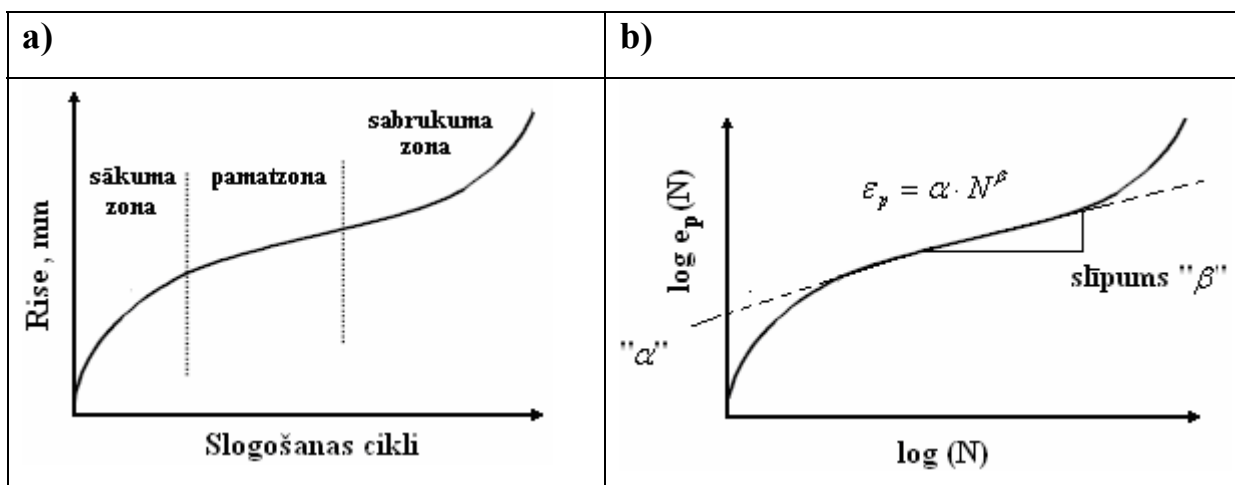 a)
sākuma
zona
pamatzona
sabrukuma
zona
Rise, mm
Slogošanas cikli
b)
log e_p(N)
ε_p = α · N^β
slīpums "β"
"α"
log (N)